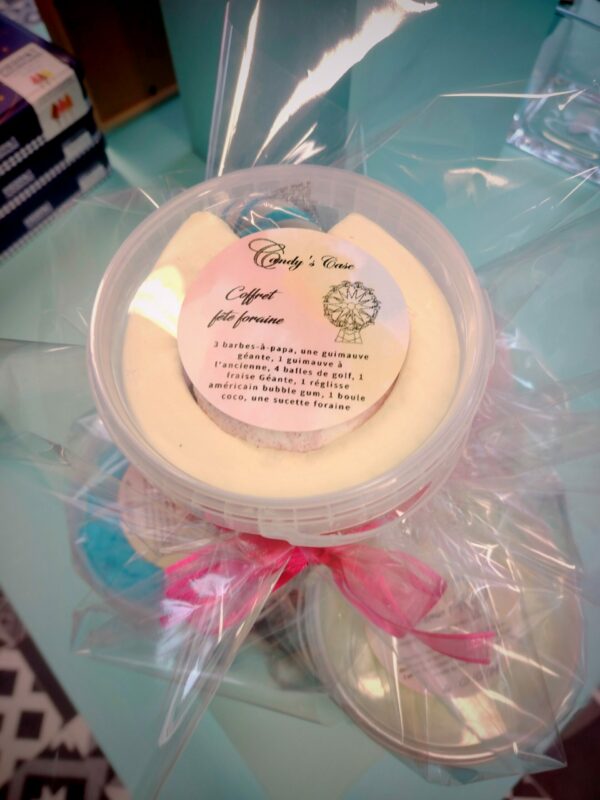 Candy's Case
Coffret
fête foraine
3 barbes-à-papa, une guimauve
géante, 1 guimauve à
l'ancienne, 4 balles de golf, 1
fraise Géante, 1 réglisse
américain bubble gum, 1 boule
coco, une sucette foraine